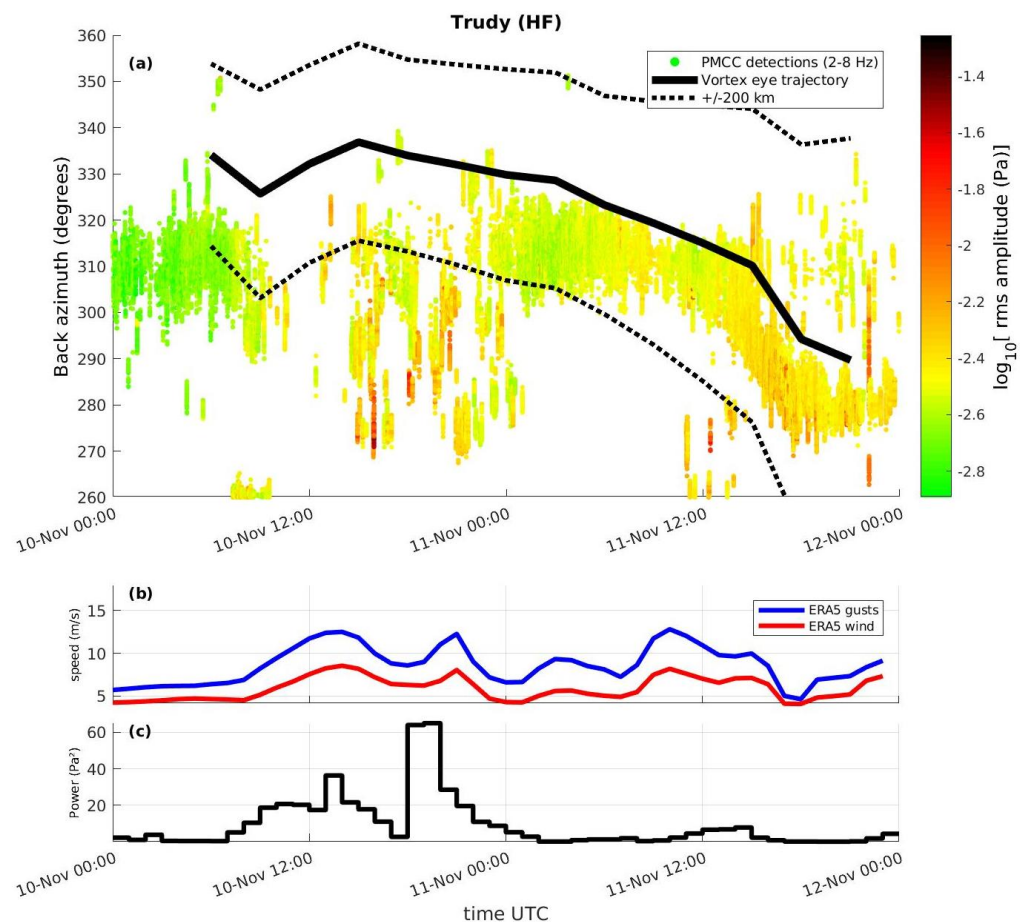 Trudy (HF)
(a)
PMCC detections (2-8 Hz)
Vortex eye trajectory
+/-200 km
Back azimuth (degrees)
360
350
340
330
320
310
300
290
280
270
260
10-Nov 00:00
10-Nov 12:00
11-Nov 00:00
11-Nov 12:00
12-Nov 00:00
-1.4
-1.6
-1.8
-2
-2.2
-2.4
-2.6
-2.8
log10[ rms amplitude (Pa)]
(b)
ERA5 gusts
ERA5 wind
speed (m/s)
15
10
5
(c)
Power (Pa²)
60
40
20
10-Nov 00:00
10-Nov 12:00
11-Nov 00:00
11-Nov 12:00
12-Nov 00:00
time UTC